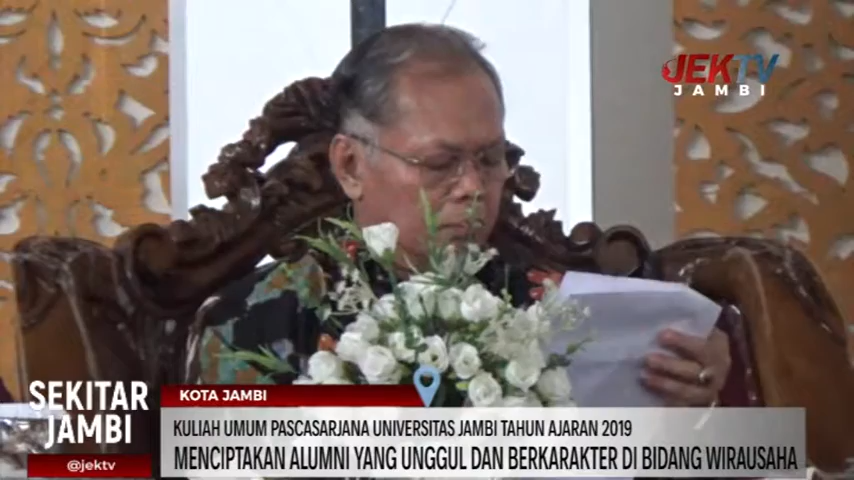 JEKTV
JAMBI
SEKITAR
JAMBI
@jektv
KOTA JAMBI
KULIAH UMUM PASCASARJANA UNIVERSITAS JAMBI TAHUN AJARAN 2019
MENCIPTAKAN ALUMNI YANG UNGGUL DAN BERKARAKTER DI BIDANG WIRAUSAHA